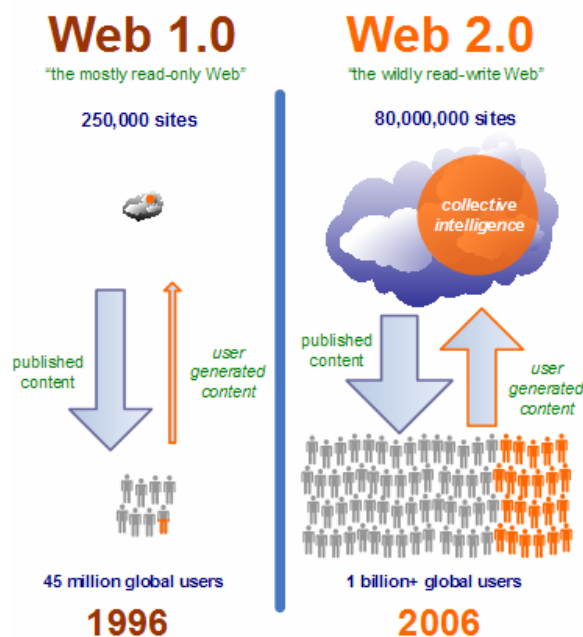 Web 1.0
"the mostly read-only Web"
250,000 sites
published
content
user
generated
content
45 million global users
1996
Web 2.0
"the wildly read-write Web"
80,000,000 sites
collective
intelligence
published
content
user
generated
content
1 billion+ global users
2006